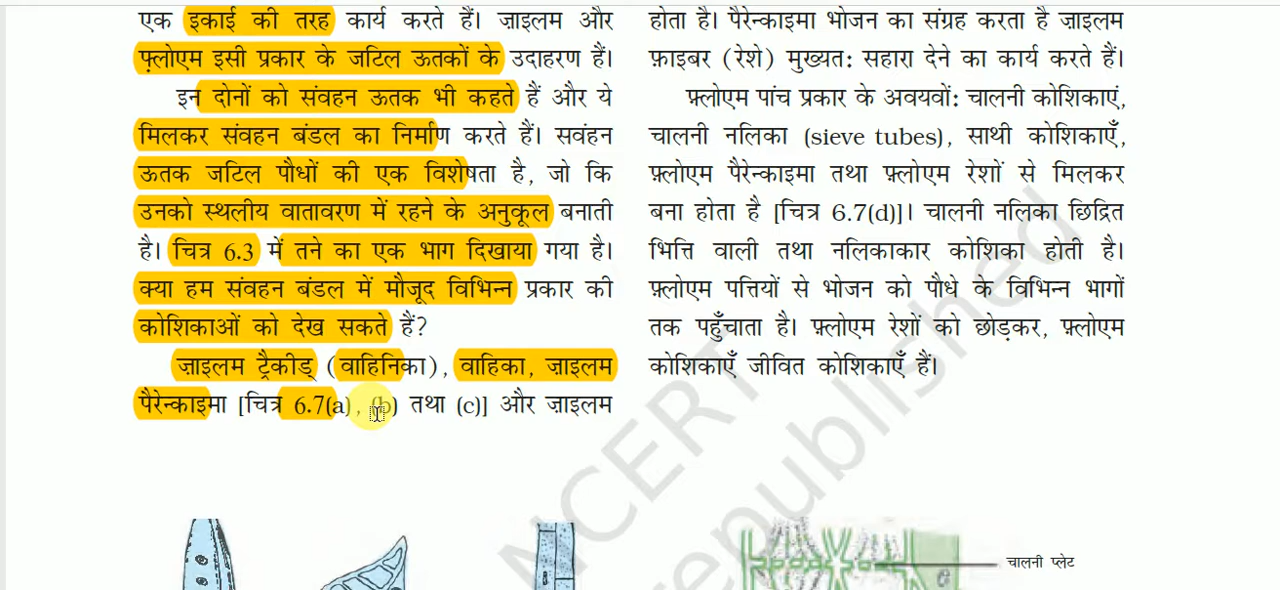 एक इकाई की तरह कार्य करते हैं। ज़ाइलम और
फ़्लोएम इसी प्रकार के जटिल ऊतकों के उदाहरण हैं।
इन दोनों को संवहन ऊतक भी कहते हैं और ये
मिलकर संवहन बंडल का निर्माण करते हैं। सवंहन
ऊतक जटिल पौधों की एक विशेषता है, जो कि
उनको स्थलीय वातावरण में रहने के अनुकूल बनाती
है। चित्र 6.3 में तने का एक भाग दिखाया गया है।
क्या हम संवहन बंडल में मौजूद विभिन्न प्रकार की
कोशिकाओं को देख सकते हैं?
ज़ाइलम ट्रैकीड् (वाहिनिका), वाहिका, ज़ाइलम
पैरेन्काइमा [चित्र 6.7(a), (b) तथा (c)] और ज़ाइलम
होता है। पैरेन्काइमा भोजन का संग्रह करता है ज़ाइलम
फ़ाइबर (रेशे) मुख्यतः सहारा देने का कार्य करते हैं।
फ़्लोएम पांच प्रकार के अवयवों: चालनी कोशिकाएं,
चालनी नलिका (sieve tubes), साथी कोशिकाएँ,
फ़्लोएम पैरेन्काइमा तथा फ़्लोएम रेशों से मिलकर
बना होता है [चित्र 6.7(d)]। चालनी नलिका छिद्रित
भित्ति वाली तथा नलिकाकार कोशिका होती है।
फ़्लोएम पत्तियों से भोजन को पौधे के विभिन्न भागों
तक पहुँचाता है। फ़्लोएम रेशों को छोड़कर, फ़्लोएम
कोशिकाएँ जीवित कोशिकाएँ हैं।
चालनी प्लेट
NCERT
republished